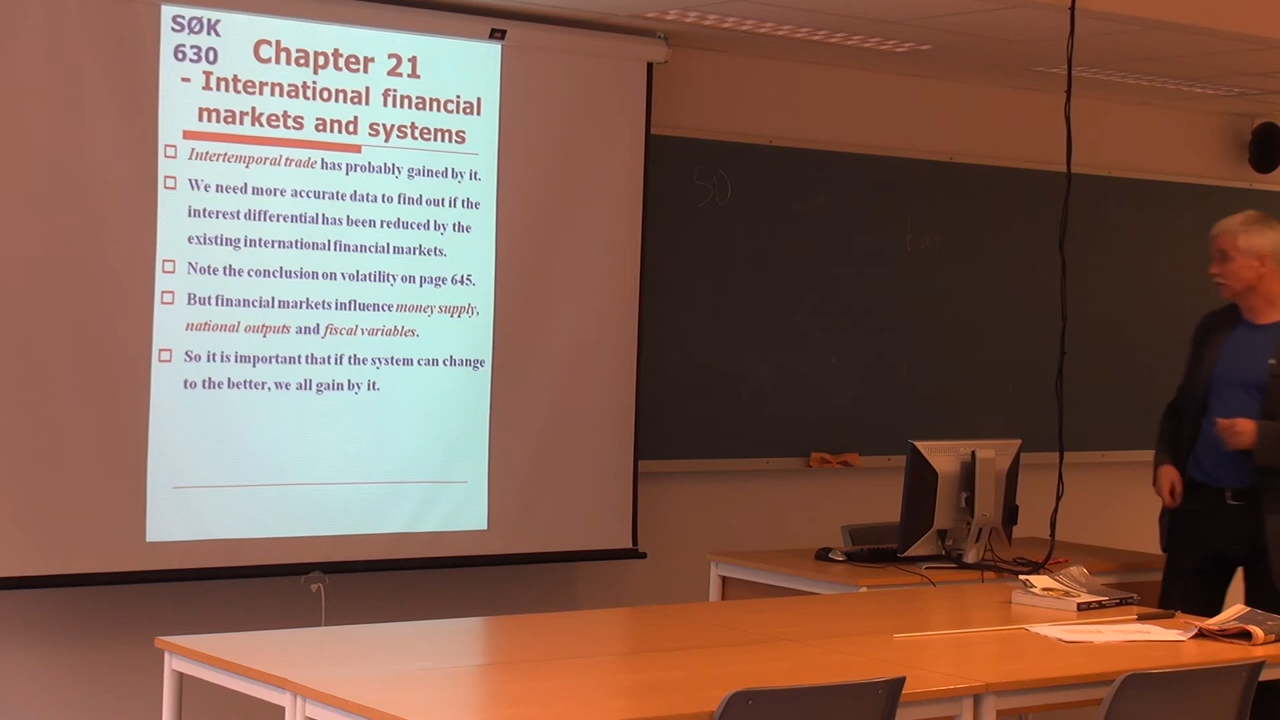 SØK
630
Chapter 21
- International financial
markets and systems
Intertemporal trade has probably gained by it.
We need more accurate data to find out if the
interest differential has been reduced by the
existing international financial markets.
Note the conclusion on volatility on page 645.
But financial markets influence money supply,
national outputs and fiscal variables.
So it is important that if the system can change
to the better, we all gain by it.
SO